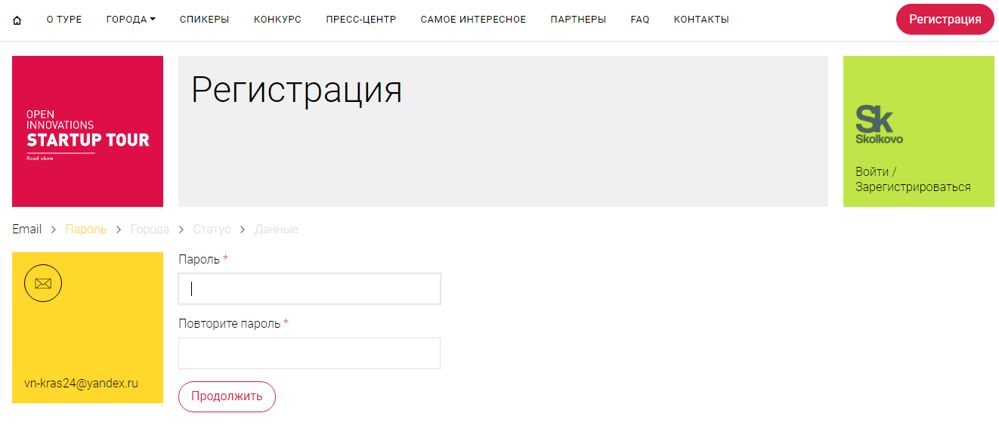 О ТУРЕ ГОРОДА СПИКЕРЫ КОНКУРС ПРЕСС-ЦЕНТР САМОЕ ИНТЕРЕСНОЕ ПАРТНЕРЫ FAQ КОНТАКТЫ Регистрация
OPEN
INNOVATIONS
STARTUP TOUR
Road show
Регистрация
Sk
Skolkovo
Войти /
Зарегистрироваться
Email > Пароль > Города > Статус > Данные
vn-kras24@yandex.ru
Пароль *
Повторите пароль *
Продолжить